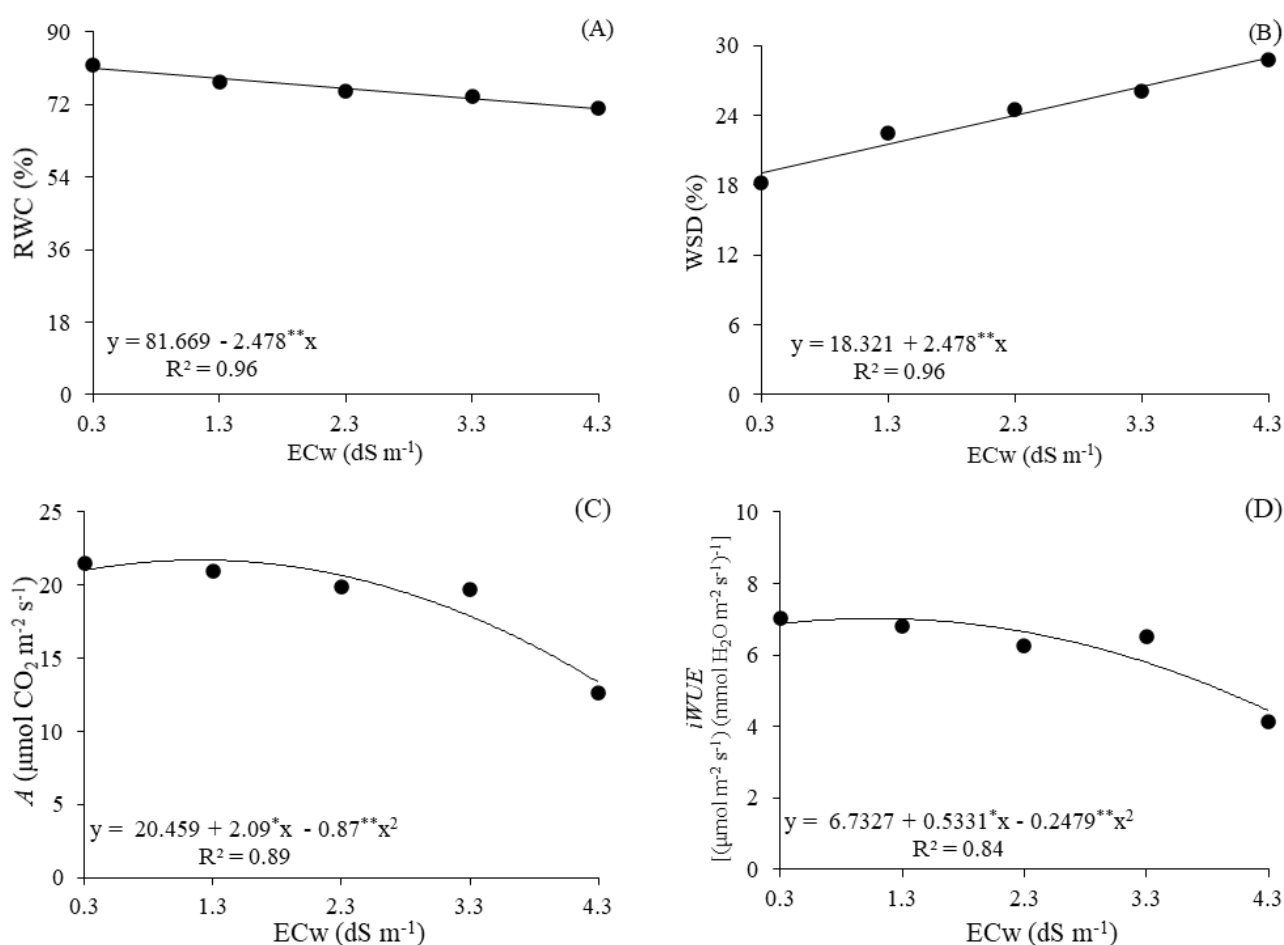 (A)
90
72
54
36
18
0
RWC (%)
y = 81.669 - 2.478**x
R² = 0.96
0.3 1.3 2.3 3.3 4.3
ECw (dS m⁻¹)
(B)
30
24
18
12
6
0
WSD (%)
y = 18.321 + 2.478**x
R² = 0.96
0.3 1.3 2.3 3.3 4.3
ECw (dS m⁻¹)
(C)
25
20
15
10
5
0
A (μmol CO₂ m⁻² s⁻¹)
y = 20.459 + 2.09*x - 0.87**x²
R² = 0.89
0.3 1.3 2.3 3.3 4.3
ECw (dS m⁻¹)
(D)
10
8
6
4
2
0
iWUE
[(μmol m⁻² s⁻¹) (mmol H₂O m⁻² s⁻¹)⁻¹]
y = 6.7327 + 0.5331*x - 0.2479**x²
R² = 0.84
0.3 1.3 2.3 3.3 4.3
ECw (dS m⁻¹)